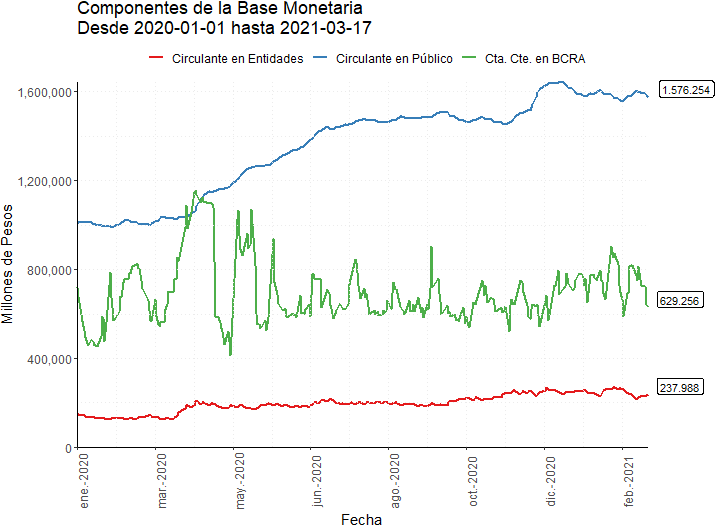 Componentes de la Base Monetaria
Desde 2020-01-01 hasta 2021-03-17
Circulante en Entidades Circulante en Público Cta. Cte. en BCRA
Millones de Pesos
1,600,000
1,200,000
800,000
400,000
0
1.576.254
629.256
237.988
ene.-2020
mar.-2020
may.-2020
jun.-2020
ago.-2020
oct.-2020
dic.-2020
feb.-2021
Fecha